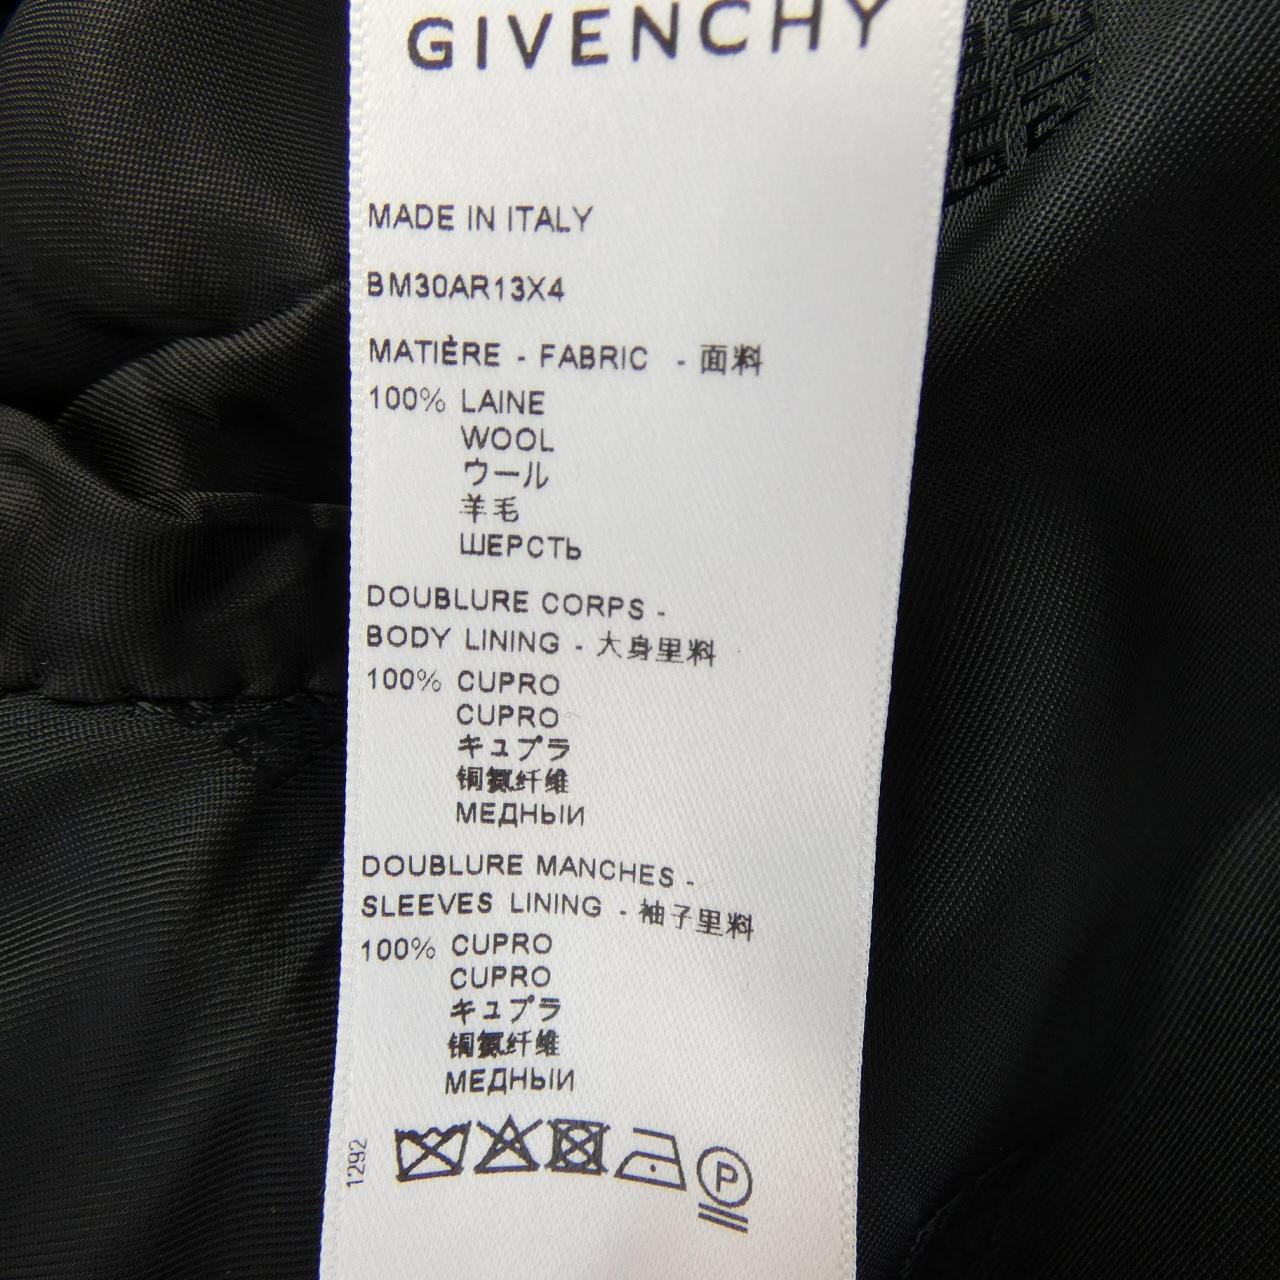 GIVENCHY
MADE IN ITALY
BM30AR13X4
MATIÈRE - FABRIC - 面料
100% LAINE
WOOL
ウール
羊毛
ШЕРСТЬ
DOUBLURE CORPS -
BODY LINING - 大身里料
100% CUPRO
CUPRO
キュプラ
铜氨纤维
МЕДНЫЙ
DOUBLURE MANCHES -
SLEEVES LINING - 袖子里料
100% CUPRO
CUPRO
キュプラ
铜氨纤维
МЕДНЫЙ
1292
P